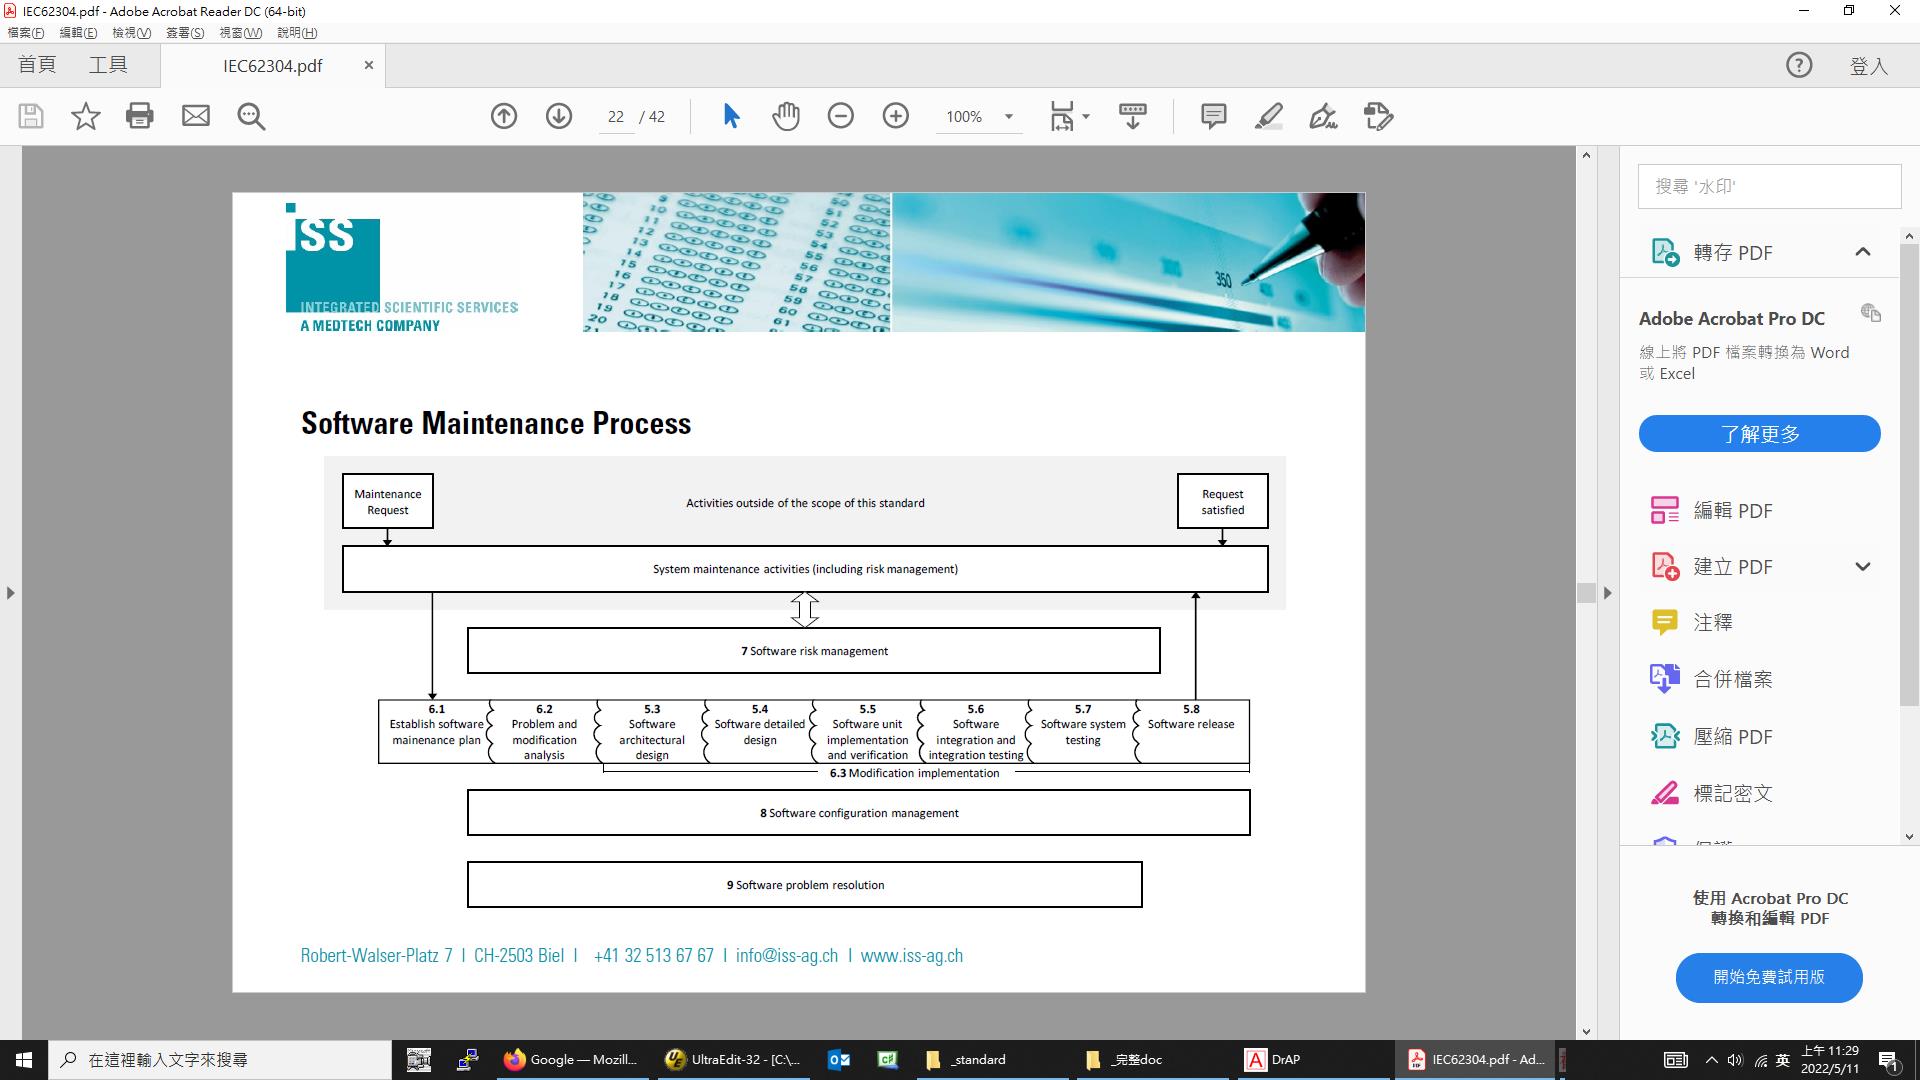 IEC62304.pdf - Adobe Acrobat Reader DC (64-bit)
檔案(F) 編輯(E) 檢視(V) 簽署(S) 視窗(W) 說明(H)
首頁 工具 IEC62304.pdf × 登入
22 / 42 100%
iss
INTEGRATED SCIENTIFIC SERVICES
A MEDTECH COMPANY
350
Software Maintenance Process
Maintenance
Request
Activities outside of the scope of this standard
Request
satisfied
System maintenance activities (including risk management)
7 Software risk management
6.1
Establish software
mainenance plan
6.2
Problem and
modification
analysis
5.3
Software
architectural
design
5.4
Software detailed
design
5.5
Software unit
implementation
and verification
5.6
Software
integration and
integration testing
5.7
Software system
testing
5.8
Software release
6.3 Modification implementation
8 Software configuration management
9 Software problem resolution
Robert-Walser-Platz 7 I CH-2503 Biel I +41 32 513 67 67 I info@iss-ag.ch I www.iss-ag.ch
搜尋 '水印'
轉存 PDF
Adobe Acrobat Pro DC
線上將 PDF 檔案轉換為 Word
或 Excel
了解更多
編輯 PDF
建立 PDF
注釋
合併檔案
壓縮 PDF
標記密文
使用 Acrobat Pro DC
轉換和編輯 PDF
開始免費試用版
在這裡輸入文字來搜尋
Google — Mozill...
UltraEdit-32 - [C:\...
_standard
_完整doc
DrAP
IEC62304.pdf - Ad...
英
上午 11:29
2022/5/11
1